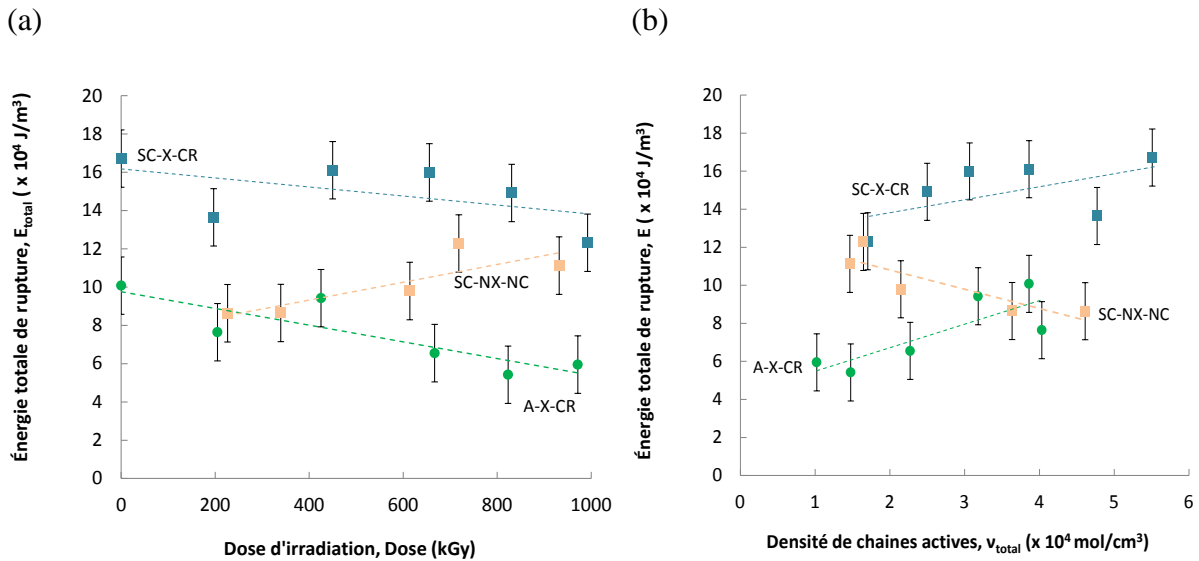 (a)
(b)
Énergie totale de rupture, E_total ( x 10⁴ J/m³)
20
18
16
14
12
10
8
6
4
2
0
SC-X-CR
SC-NX-NC
A-X-CR
0
200
400
600
800
1000
Dose d'irradiation, Dose (kGy)
Énergie totale de rupture, E ( x 10⁴ J/m³)
20
18
16
14
12
10
8
6
4
2
0
SC-X-CR
SC-NX-NC
A-X-CR
0
1
2
3
4
5
6
Densité de chaines actives, ν_total (x 10⁴ mol/cm³)